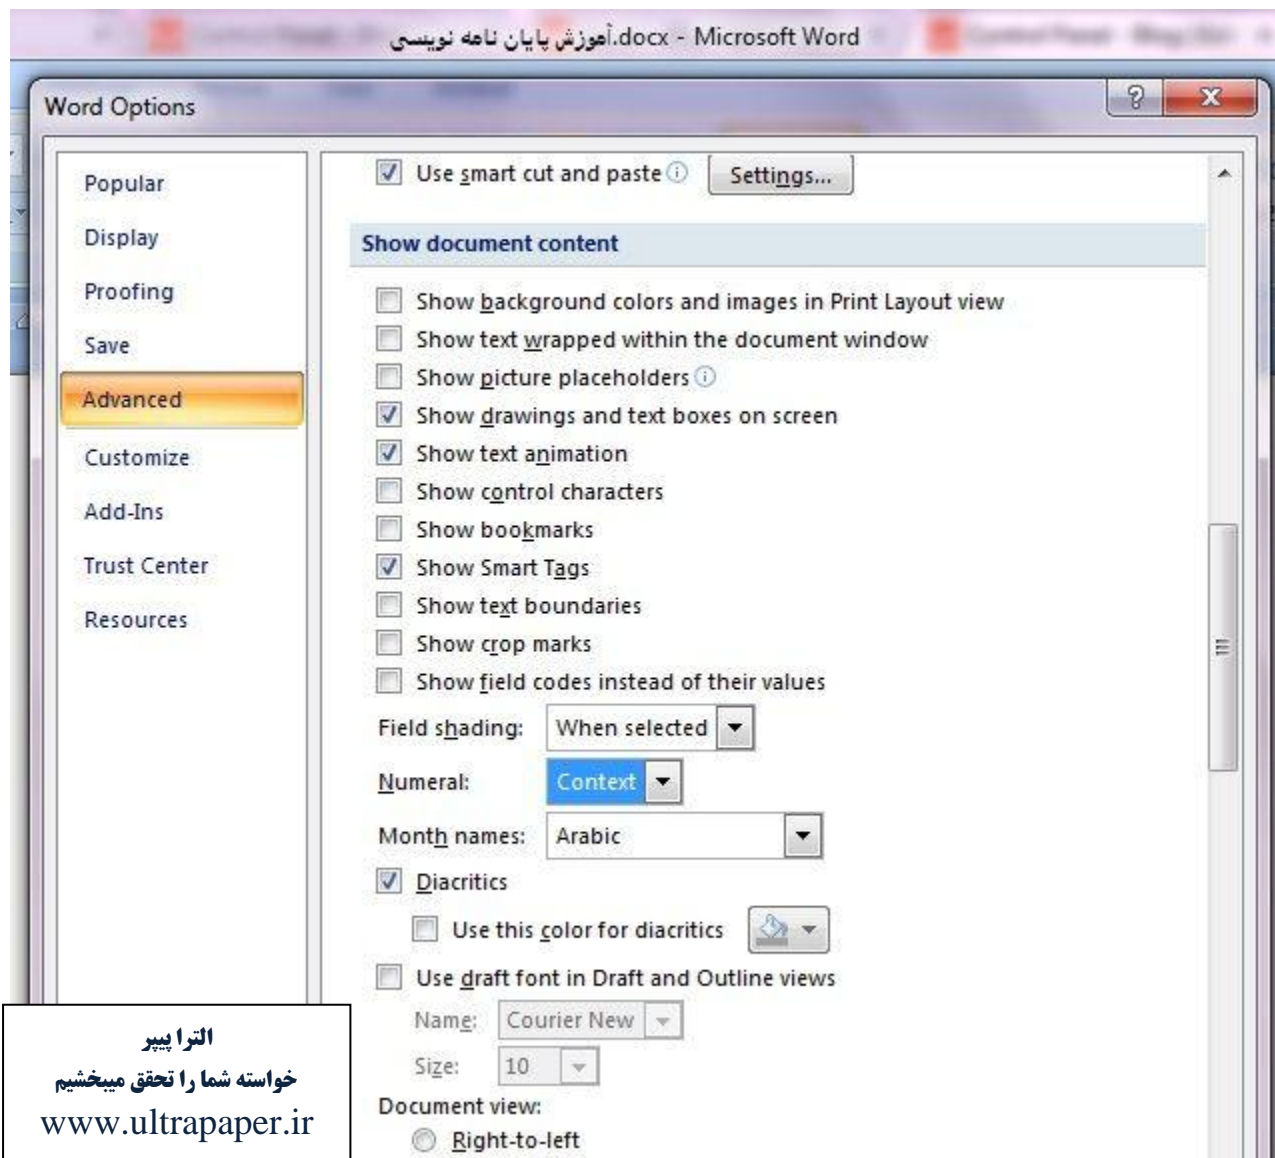 آموزش پایان نامه نویسی.docx - Microsoft Word
Word Options
Popular
Display
Proofing
Save
Advanced
Customize
Add-Ins
Trust Center
Resources
Use smart cut and paste
Settings...
Show document content
Show background colors and images in Print Layout view
Show text wrapped within the document window
Show picture placeholders
Show drawings and text boxes on screen
Show text animation
Show control characters
Show bookmarks
Show Smart Tags
Show text boundaries
Show crop marks
Show field codes instead of their values
Field shading: When selected
Numeral: Context
Month names: Arabic
Diacritics
Use this color for diacritics
Use draft font in Draft and Outline views
Name: Courier New
Size: 10
Document view:
Right-to-left
الترا پیپر
خواسته شما را تحقق میبخشیم
www.ultrapaper.ir